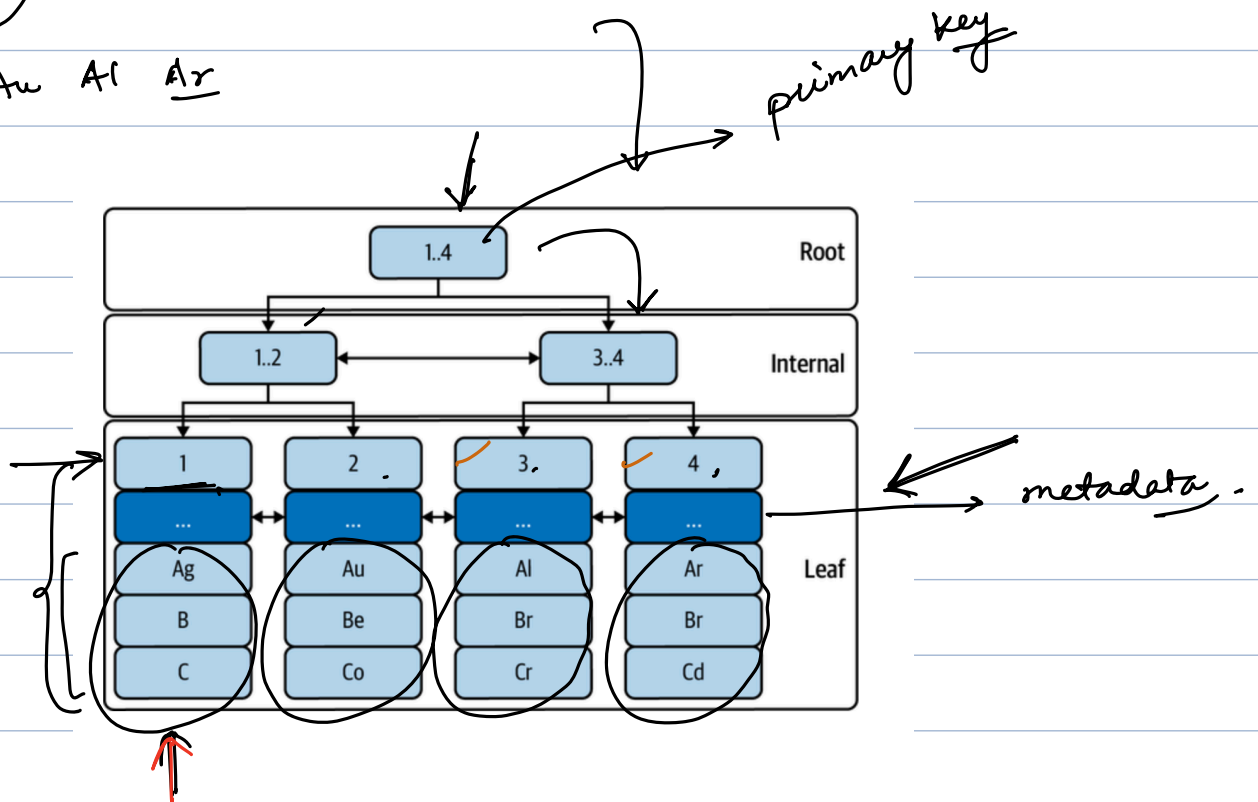 primary key
Al Ar
1..4
Root
1..2
3..4
Internal
1 2 3 4
... ... ... ...
Ag Au Al Ar
Leaf
B Be Br Br
C Co Cr Cd
metadata.